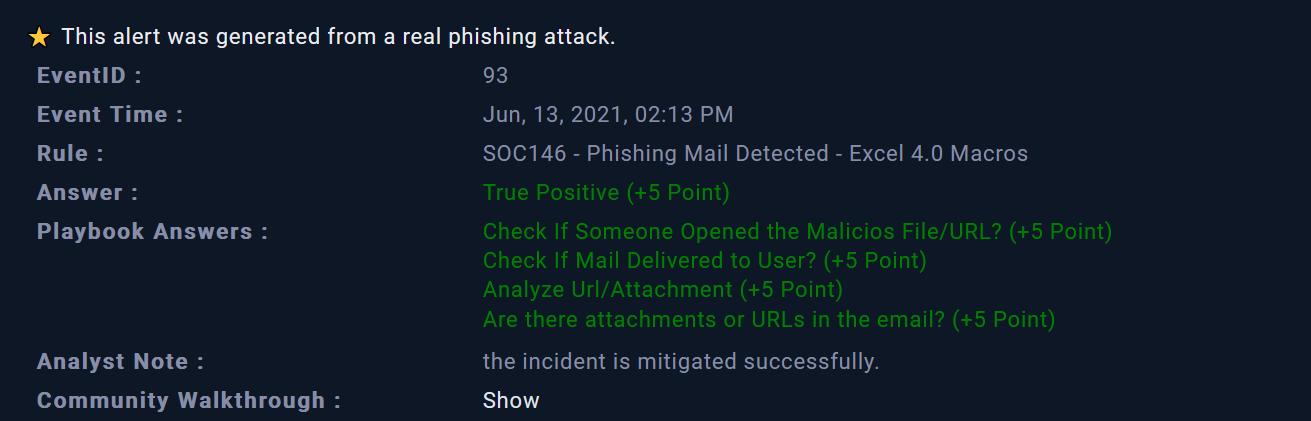 This alert was generated from a real phishing attack.
EventID : 93
Event Time : Jun, 13, 2021, 02:13 PM
Rule : SOC146 - Phishing Mail Detected - Excel 4.0 Macros
Answer : True Positive (+5 Point)
Playbook Answers : Check If Someone Opened the Malicios File/URL? (+5 Point)
Check If Mail Delivered to User? (+5 Point)
Analyze Url/Attachment (+5 Point)
Are there attachments or URLs in the email? (+5 Point)
Analyst Note : the incident is mitigated successfully.
Community Walkthrough : Show